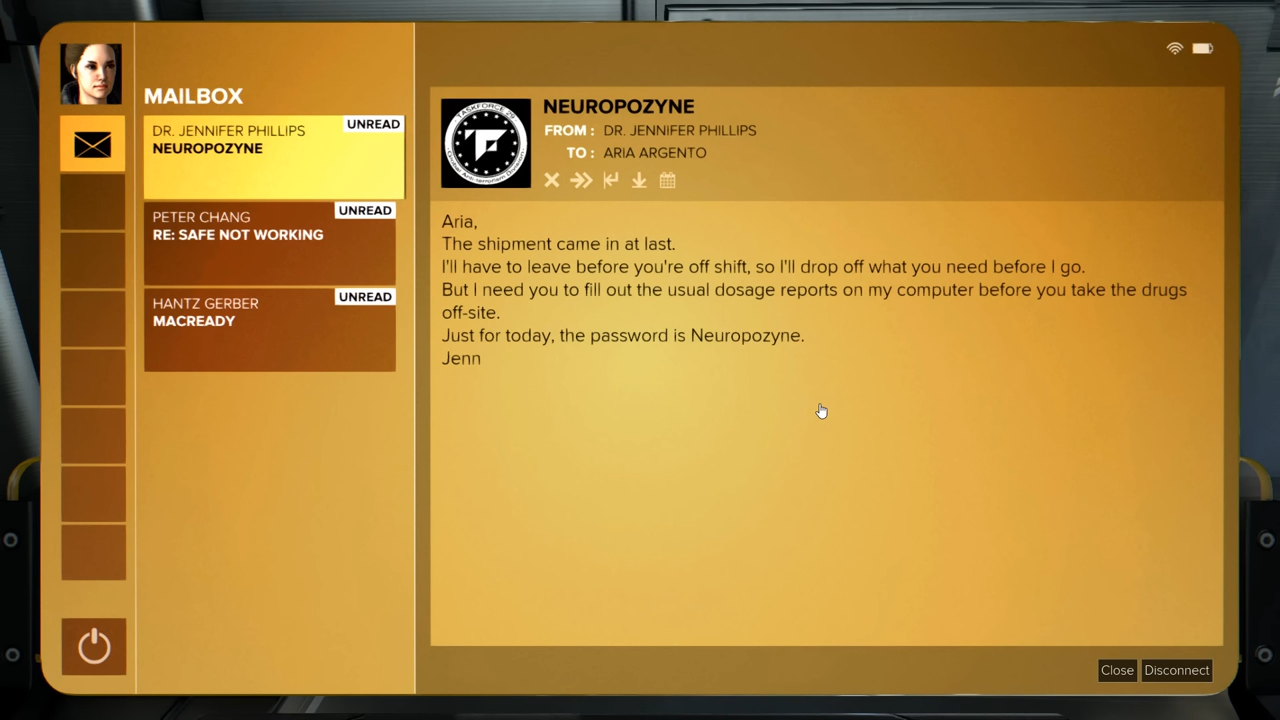 MAILBOX
DR. JENNIFER PHILLIPS
UNREAD
NEUROPOZYNE
PETER CHANG
UNREAD
RE: SAFE NOT WORKING
HANTZ GERBER
UNREAD
MACREADY
TASKFORCE 29
NEUROPOZYNE
FROM : DR. JENNIFER PHILLIPS
TO : ARIA ARGENTO
Aria,
The shipment came in at last.
I'll have to leave before you're off shift, so I'll drop off what you need before I go.
But I need you to fill out the usual dosage reports on my computer before you take the drugs
off-site.
Just for today, the password is Neuropozyne.
Jenn
Close Disconnect